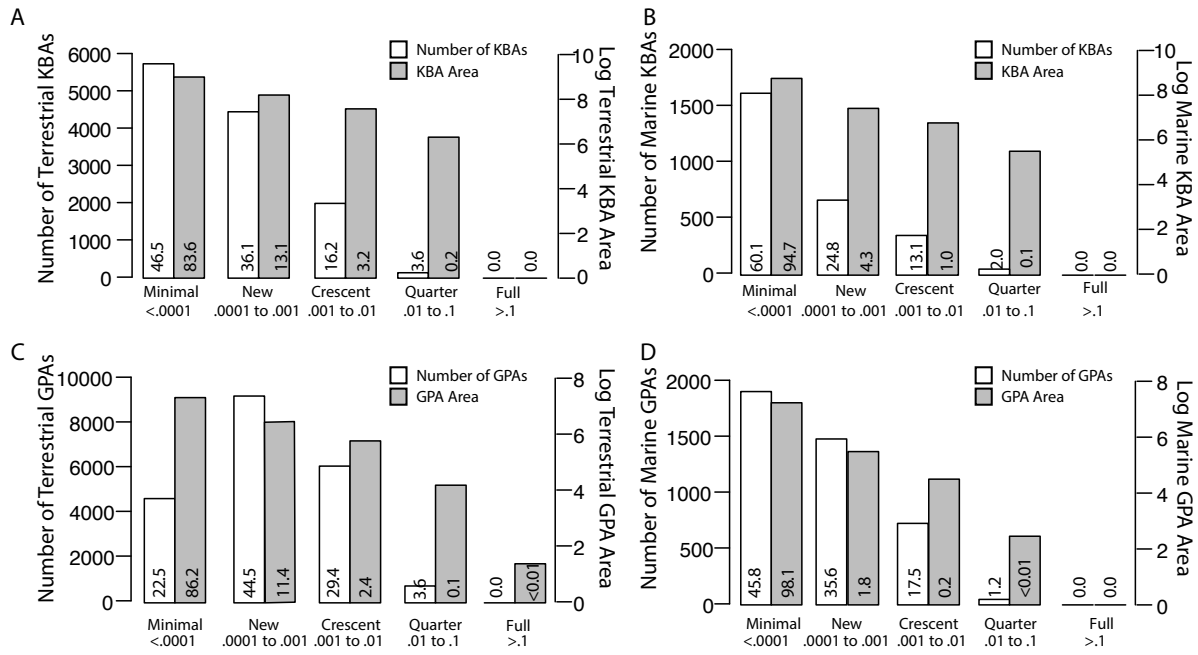 A
Number of Terrestrial KBAs
6000
5000
4000
3000
2000
1000
0
Number of KBAs
KBA Area
10
8
6
4
2
0
Log Terrestrial KBA Area
46.5 83.6 36.1 13.1 16.2 3.2 3.6 0.2 0.0 0.0
Minimal New Crescent Quarter Full
<.0001 .0001 to .001 .001 to .01 .01 to .1 >.1
B
Number of Marine KBAs
2000
1500
1000
500
0
Number of KBAs
KBA Area
10
8
6
4
2
0
Log Marine KBA Area
60.1 94.7 24.8 4.3 13.1 1.0 2.0 0.1 0.0 0.0
Minimal New Crescent Quarter Full
<.0001 .0001 to .001 .001 to .01 .01 to .1 >.1
C
Number of Terrestrial GPAs
10000
8000
6000
4000
2000
0
Number of GPAs
GPA Area
8
6
4
2
0
Log Terrestrial GPA Area
22.5 86.2 44.5 11.4 29.4 2.4 3.6 0.1 0.0 <0.01
Minimal New Crescent Quarter Full
<.0001 .0001 to .001 .001 to .01 .01 to .1 >.1
D
Number of Marine GPAs
2000
1500
1000
500
0
Number of GPAs
GPA Area
8
6
4
2
0
Log Marine GPA Area
45.8 98.1 35.6 1.8 17.5 0.2 1.2 <0.01 0.0 0.0
Minimal New Crescent Quarter Full
<.0001 .0001 to .001 .001 to .01 .01 to .1 >.1